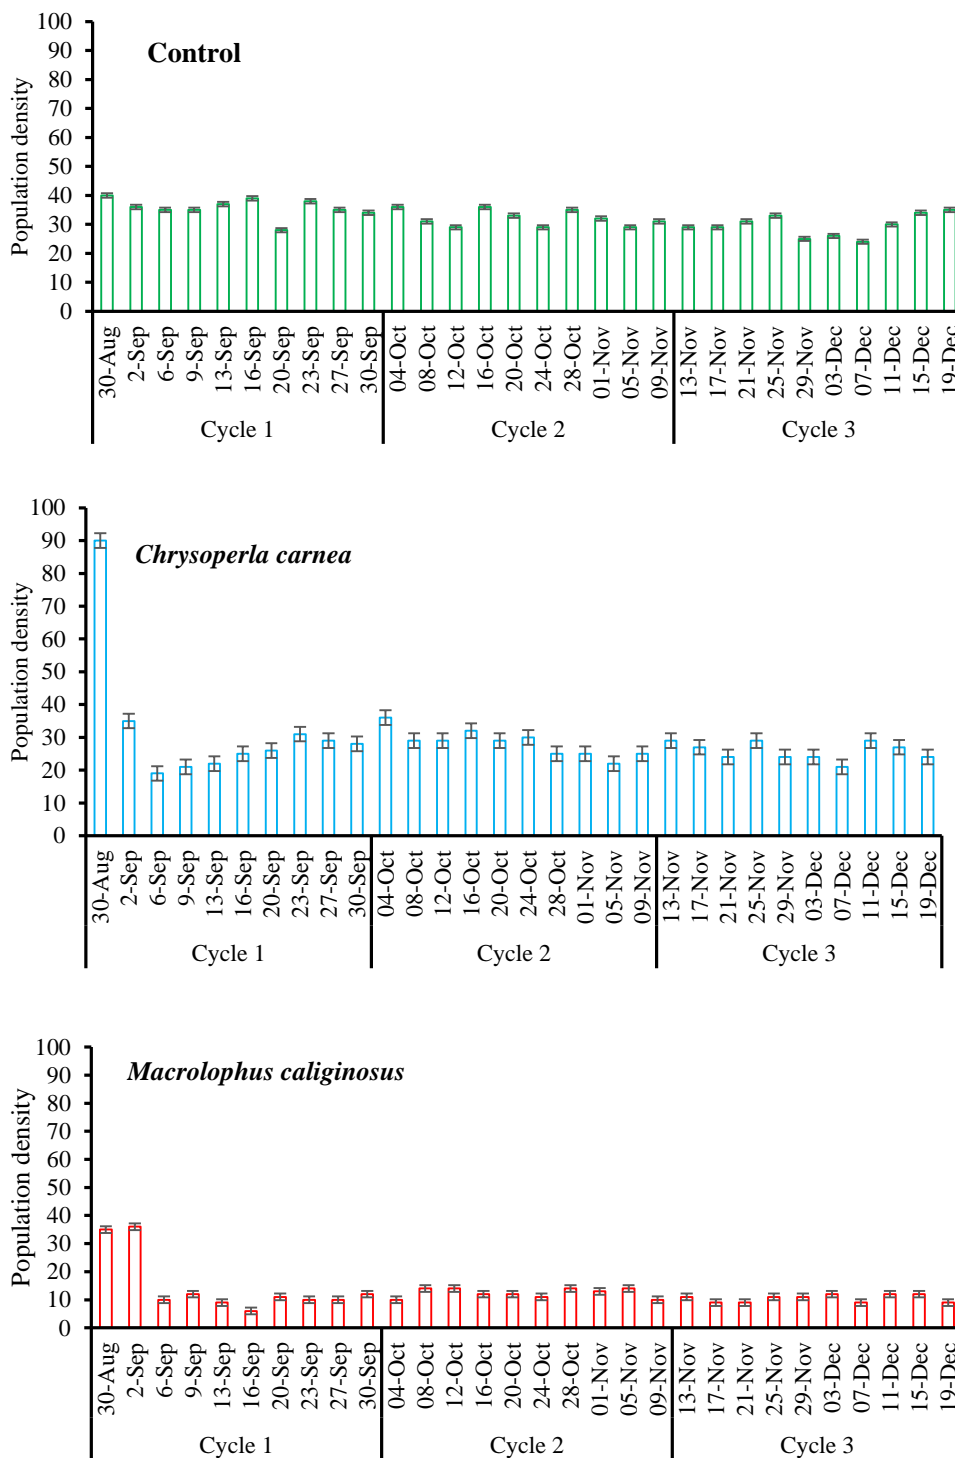 Control
Population density
100
90
80
70
60
50
40
30
20
10
0
30-Aug
2-Sep
6-Sep
9-Sep
13-Sep
16-Sep
20-Sep
23-Sep
27-Sep
30-Sep
04-Oct
08-Oct
12-Oct
16-Oct
20-Oct
24-Oct
28-Oct
01-Nov
05-Nov
09-Nov
13-Nov
17-Nov
21-Nov
25-Nov
29-Nov
03-Dec
07-Dec
11-Dec
15-Dec
19-Dec
Cycle 1
Cycle 2
Cycle 3
Chrysoperla carnea
Population density
100
90
80
70
60
50
40
30
20
10
0
30-Aug
2-Sep
6-Sep
9-Sep
13-Sep
16-Sep
20-Sep
23-Sep
27-Sep
30-Sep
04-Oct
08-Oct
12-Oct
16-Oct
20-Oct
24-Oct
28-Oct
01-Nov
05-Nov
09-Nov
13-Nov
17-Nov
21-Nov
25-Nov
29-Nov
03-Dec
07-Dec
11-Dec
15-Dec
19-Dec
Cycle 1
Cycle 2
Cycle 3
Macrolophus caliginosus
Population density
100
90
80
70
60
50
40
30
20
10
0
30-Aug
2-Sep
6-Sep
9-Sep
13-Sep
16-Sep
20-Sep
23-Sep
27-Sep
30-Sep
04-Oct
08-Oct
12-Oct
16-Oct
20-Oct
24-Oct
28-Oct
01-Nov
05-Nov
09-Nov
13-Nov
17-Nov
21-Nov
25-Nov
29-Nov
03-Dec
07-Dec
11-Dec
15-Dec
19-Dec
Cycle 1
Cycle 2
Cycle 3